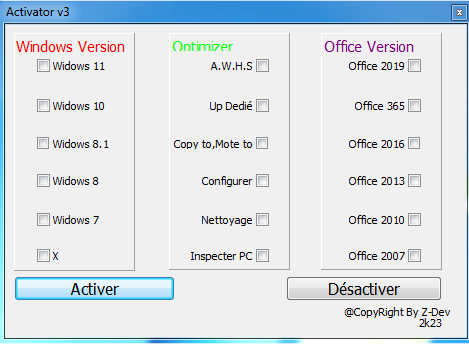 Activator v3
Windows Version
Widows 11
Widows 10
Widows 8.1
Widows 8
Widows 7
X
Optimizer
A.W.H.S
Up Dedié
Copy to,Mote to
Configurer
Nettoyage
Inspecter PC
Office Version
Office 2019
Office 365
Office 2016
Office 2013
Office 2010
Office 2007
Activer
Désactiver
@CopyRight By Z-Dev
2k23